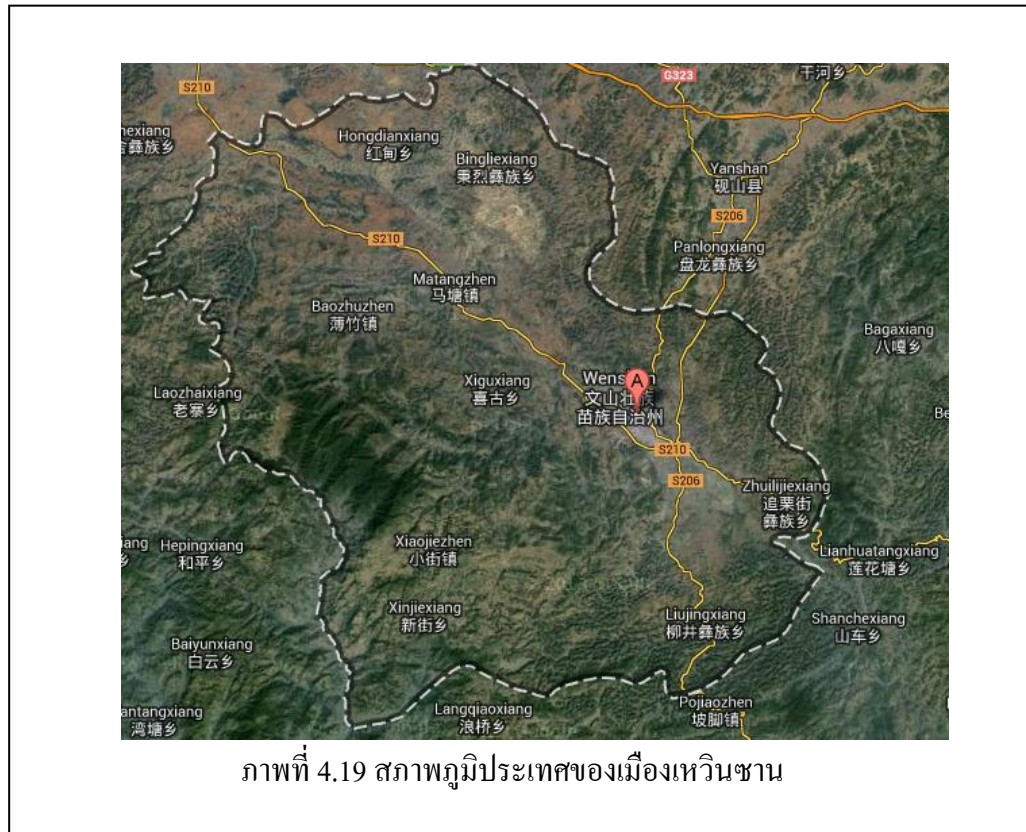 G323
干河乡
S210
Hongdianxiang
红甸乡
Bingliexiang
秉烈彝族乡
Yanshan
砚山县
S206
S210
Panlongxiang
盘龙彝族乡
Matangzhen
马塘镇
Baozhuzhen
薄竹镇
Bagaxiang
八嘎乡
Xiguxiang
喜古乡
A
文山壮族
苗族自治州
Laozhaixiang
老寨乡
S210
S206
Zhuilijiexiang
追栗街
彝族乡
Xiaojiezhen
小街镇
Hepingxiang
和平乡
Lianhuatangxiang
莲花塘乡
Xinjiexiang
新街乡
Liujingxiang
柳井彝族乡
Shanchexiang
山车乡
Baiyunxiang
白云乡
Pojiaozhen
坡脚镇
Langqiaoxiang
浪桥乡
antangxiang
湾塘乡
ภาพที่ 4.19 สภาพภูมิประเทศของเมืองเหวินซาน